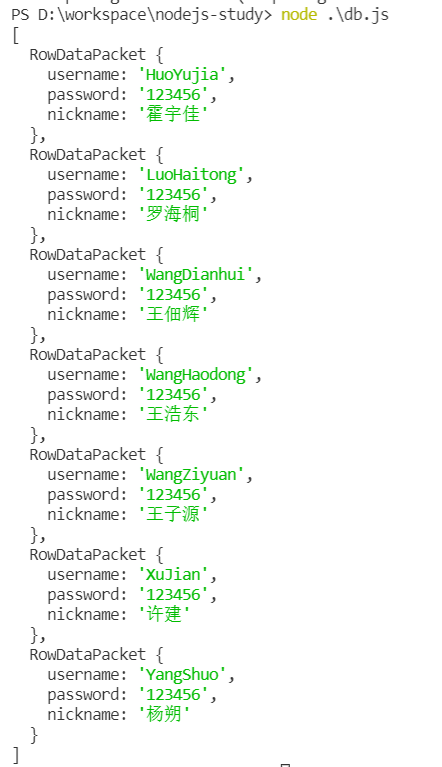 PS D:\workspace\nodejs-study> node .\db.js
[
  RowDataPacket {
    username: 'HuoYujia',
    password: '123456',
    nickname: '霍宇佳'
  },
  RowDataPacket {
    username: 'LuoHaitong',
    password: '123456',
    nickname: '罗海桐'
  },
  RowDataPacket {
    username: 'WangDianhui',
    password: '123456',
    nickname: '王佃辉'
  },
  RowDataPacket {
    username: 'WangHaodong',
    password: '123456',
    nickname: '王浩东'
  },
  RowDataPacket {
    username: 'WangZiyuan',
    password: '123456',
    nickname: '王子源'
  },
  RowDataPacket {
    username: 'XuJian',
    password: '123456',
    nickname: '许建'
  },
  RowDataPacket {
    username: 'YangShuo',
    password: '123456',
    nickname: '杨朔'
  }
]